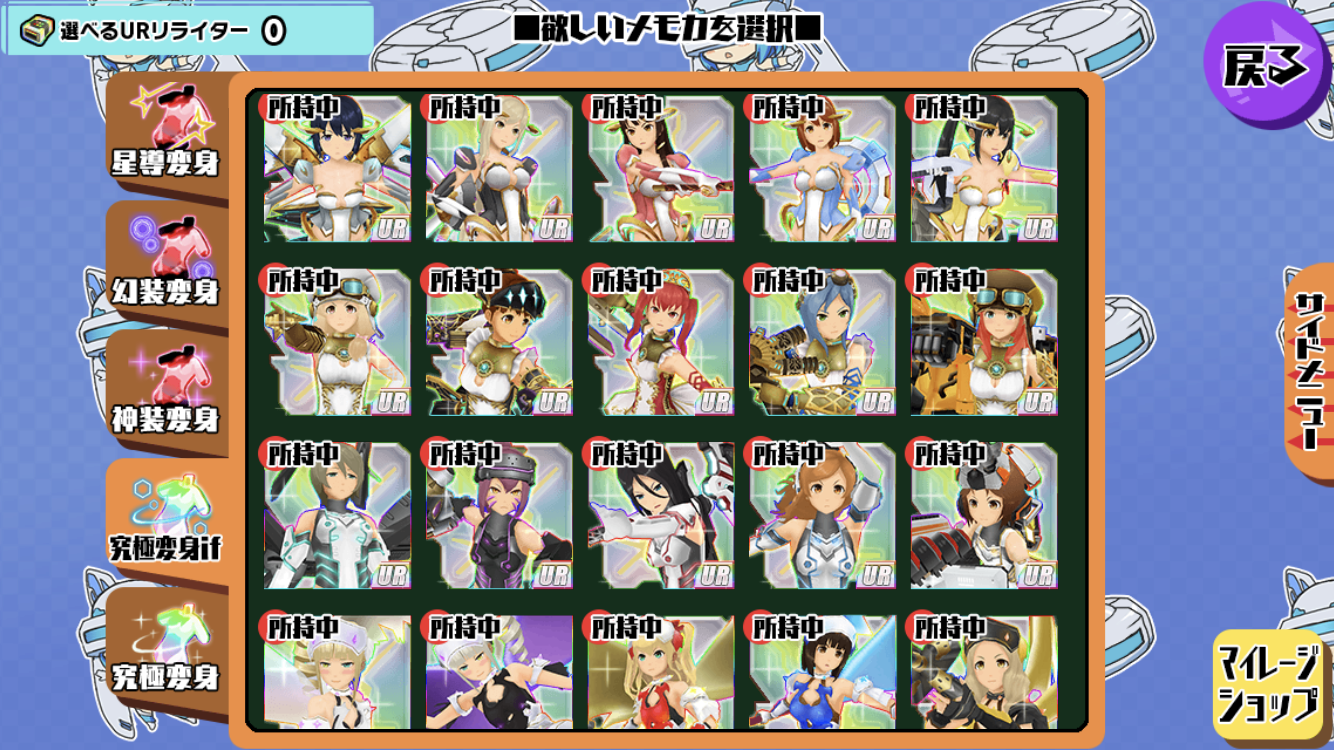 選べるURリライター 0
■欲しいメモカを選択■
戻る
星導変身
幻装変身
神装変身
究極変身if
究極変身
所持中 所持中 所持中 所持中 所持中
UR UR UR UR UR
所持中 所持中 所持中 所持中 所持中
UR UR UR UR UR
所持中 所持中 所持中 所持中 所持中
UR UR UR UR UR
所持中 所持中 所持中 所持中 所持中
サイドメニュー
マイレージ
ショップ